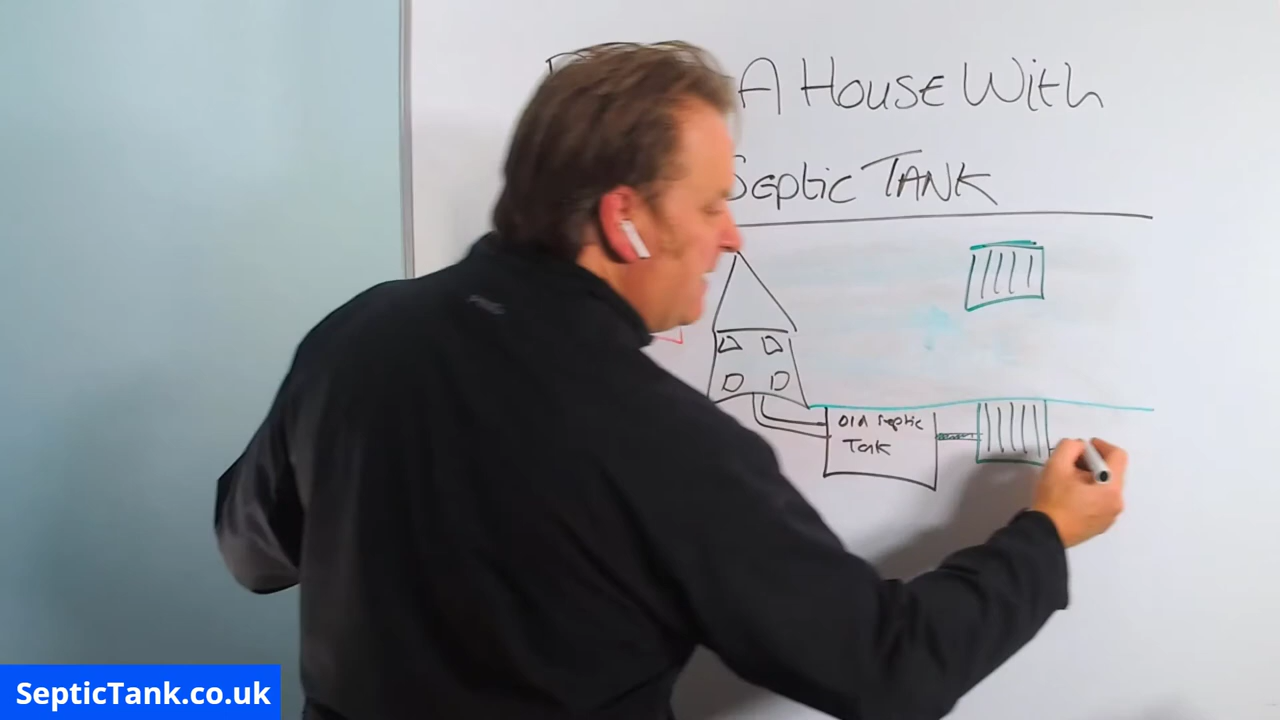 A House With
Septic TANK
Old Septic
Tank
SepticTank.co.uk